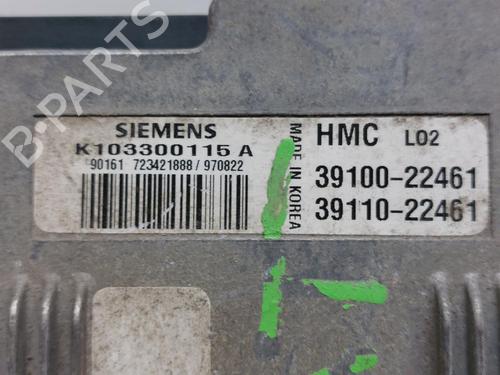 SIEMENS
K103300115 A
90161 723421888/970822
MADE IN KOREA
HMC L02
39100-22461
39110-22461
B-PARTS